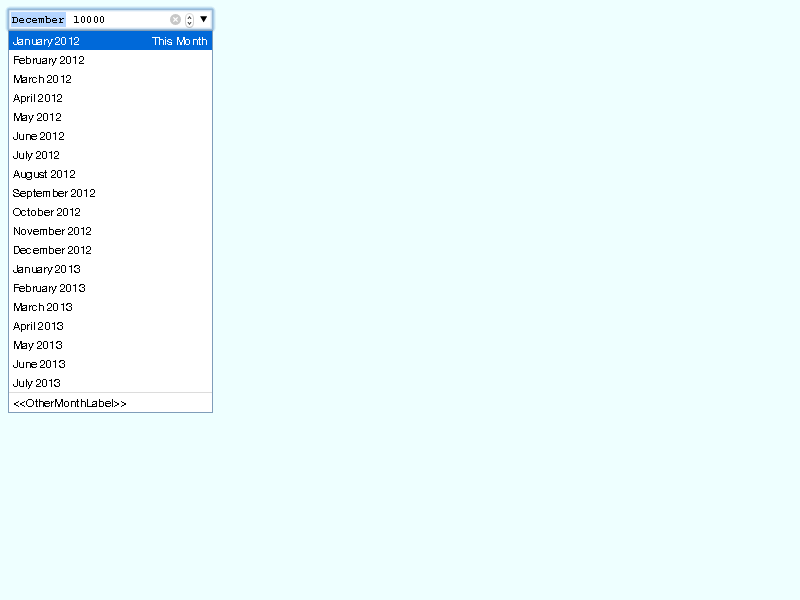 December 10000
January 2012 This Month
February 2012
March 2012
April 2012
May 2012
June 2012
July 2012
August 2012
September 2012
October 2012
November 2012
December 2012
January 2013
February 2013
March 2013
April 2013
May 2013
June 2013
July 2013
<<OtherMonthLabel>>